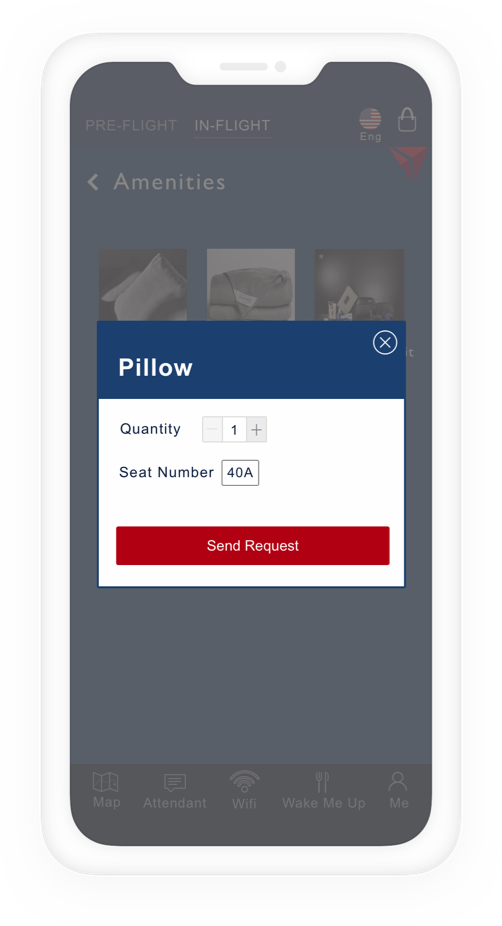 PRE-FLIGHT IN-FLIGHT
Eng
Amenities
Pillow
Quantity 1
Seat Number 40A
Send Request
Map Attendant Wifi Wake Me Up Me